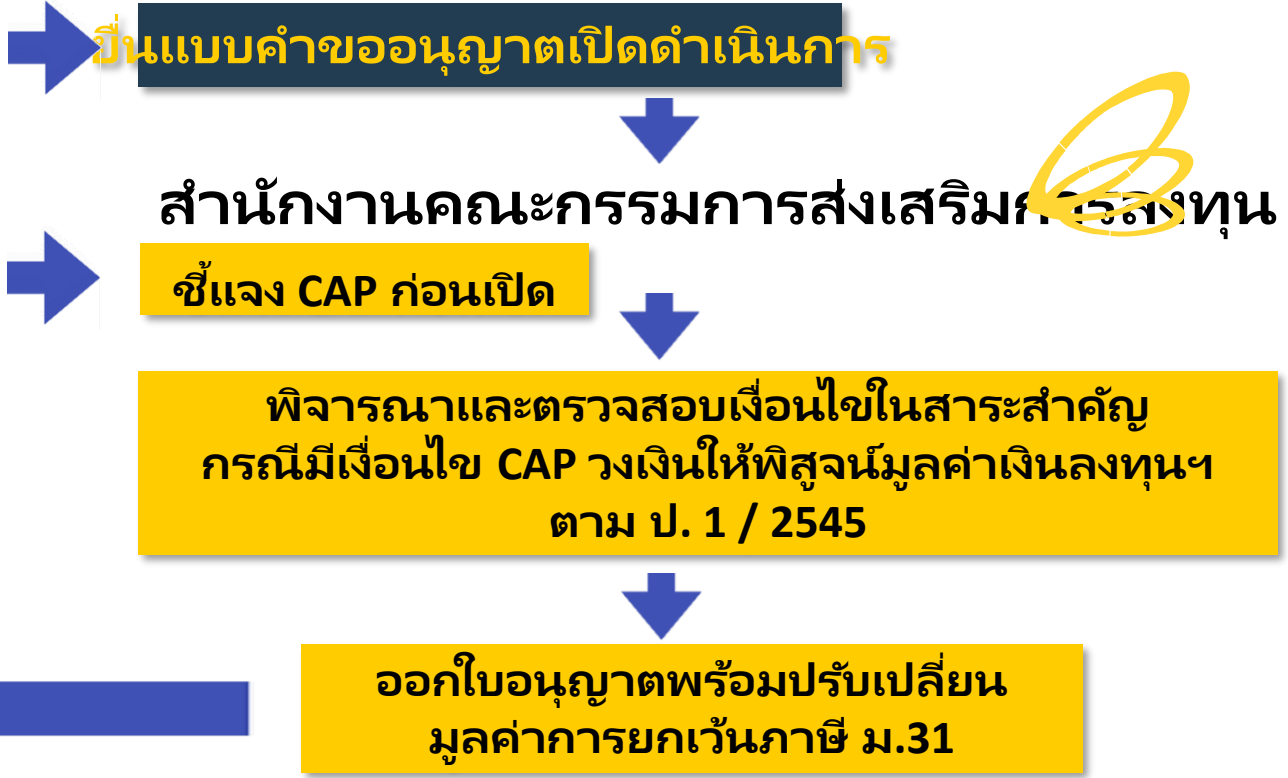 ยื่นแบบคำขออนุญาตเปิดดำเนินการ
สำนักงานคณะกรรมการส่งเสริมการลงทุน
ชี้แจง CAP ก่อนเปิด
พิจารณาและตรวจสอบเงื่อนไขในสาระสำคัญ
กรณีมีเงื่อนไข CAP วงเงินให้พิสูจน์มูลค่าเงินลงทุนฯ
ตาม ป. 1 / 2545
ออกใบอนุญาตพร้อมปรับเปลี่ยน
มูลค่าการยกเว้นภาษี ม.31